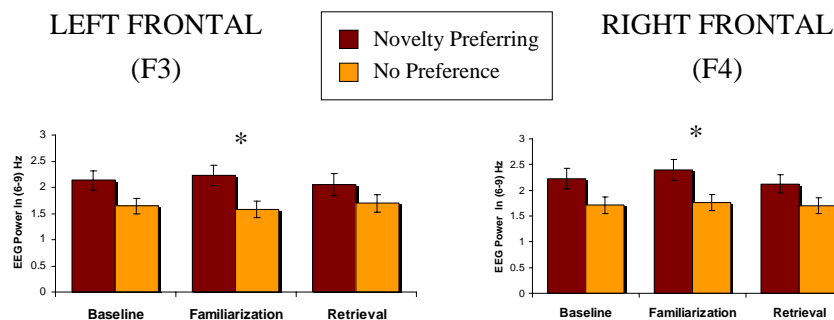 LEFT FRONTAL
(F3)
Novelty Preferring
No Preference
RIGHT FRONTAL
(F4)
*
EEG Power ln (6-9) Hz
3
2.5
2
1.5
1
0.5
0
Baseline Familiarization Retrieval
*
EEG Power ln (6-9) Hz
3
2.5
2
1.5
1
0.5
0
Baseline Familiarization Retrieval